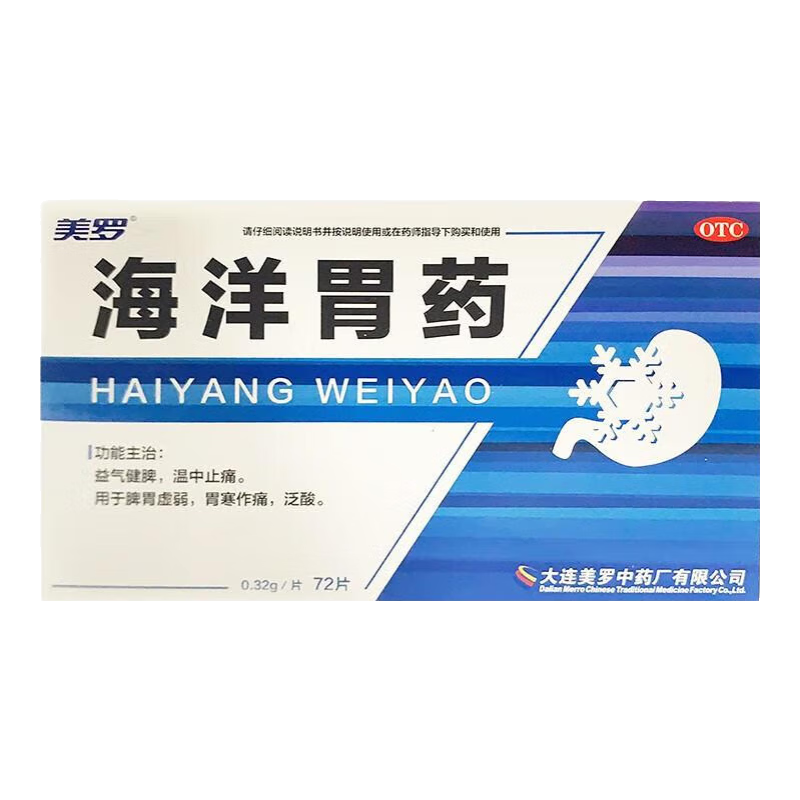 美罗®
请仔细阅读说明书并按说明使用或在药师指导下购买和使用
OTC
海洋胃药
HAIYANG WEIYAO
功能主治：
益气健脾，温中止痛。
用于脾胃虚弱，胃寒作痛，泛酸。
0.32g/片 72片
大连美罗中药厂有限公司
Dalian Merro Chinese Traditional Medicine Factory Co.,Ltd.